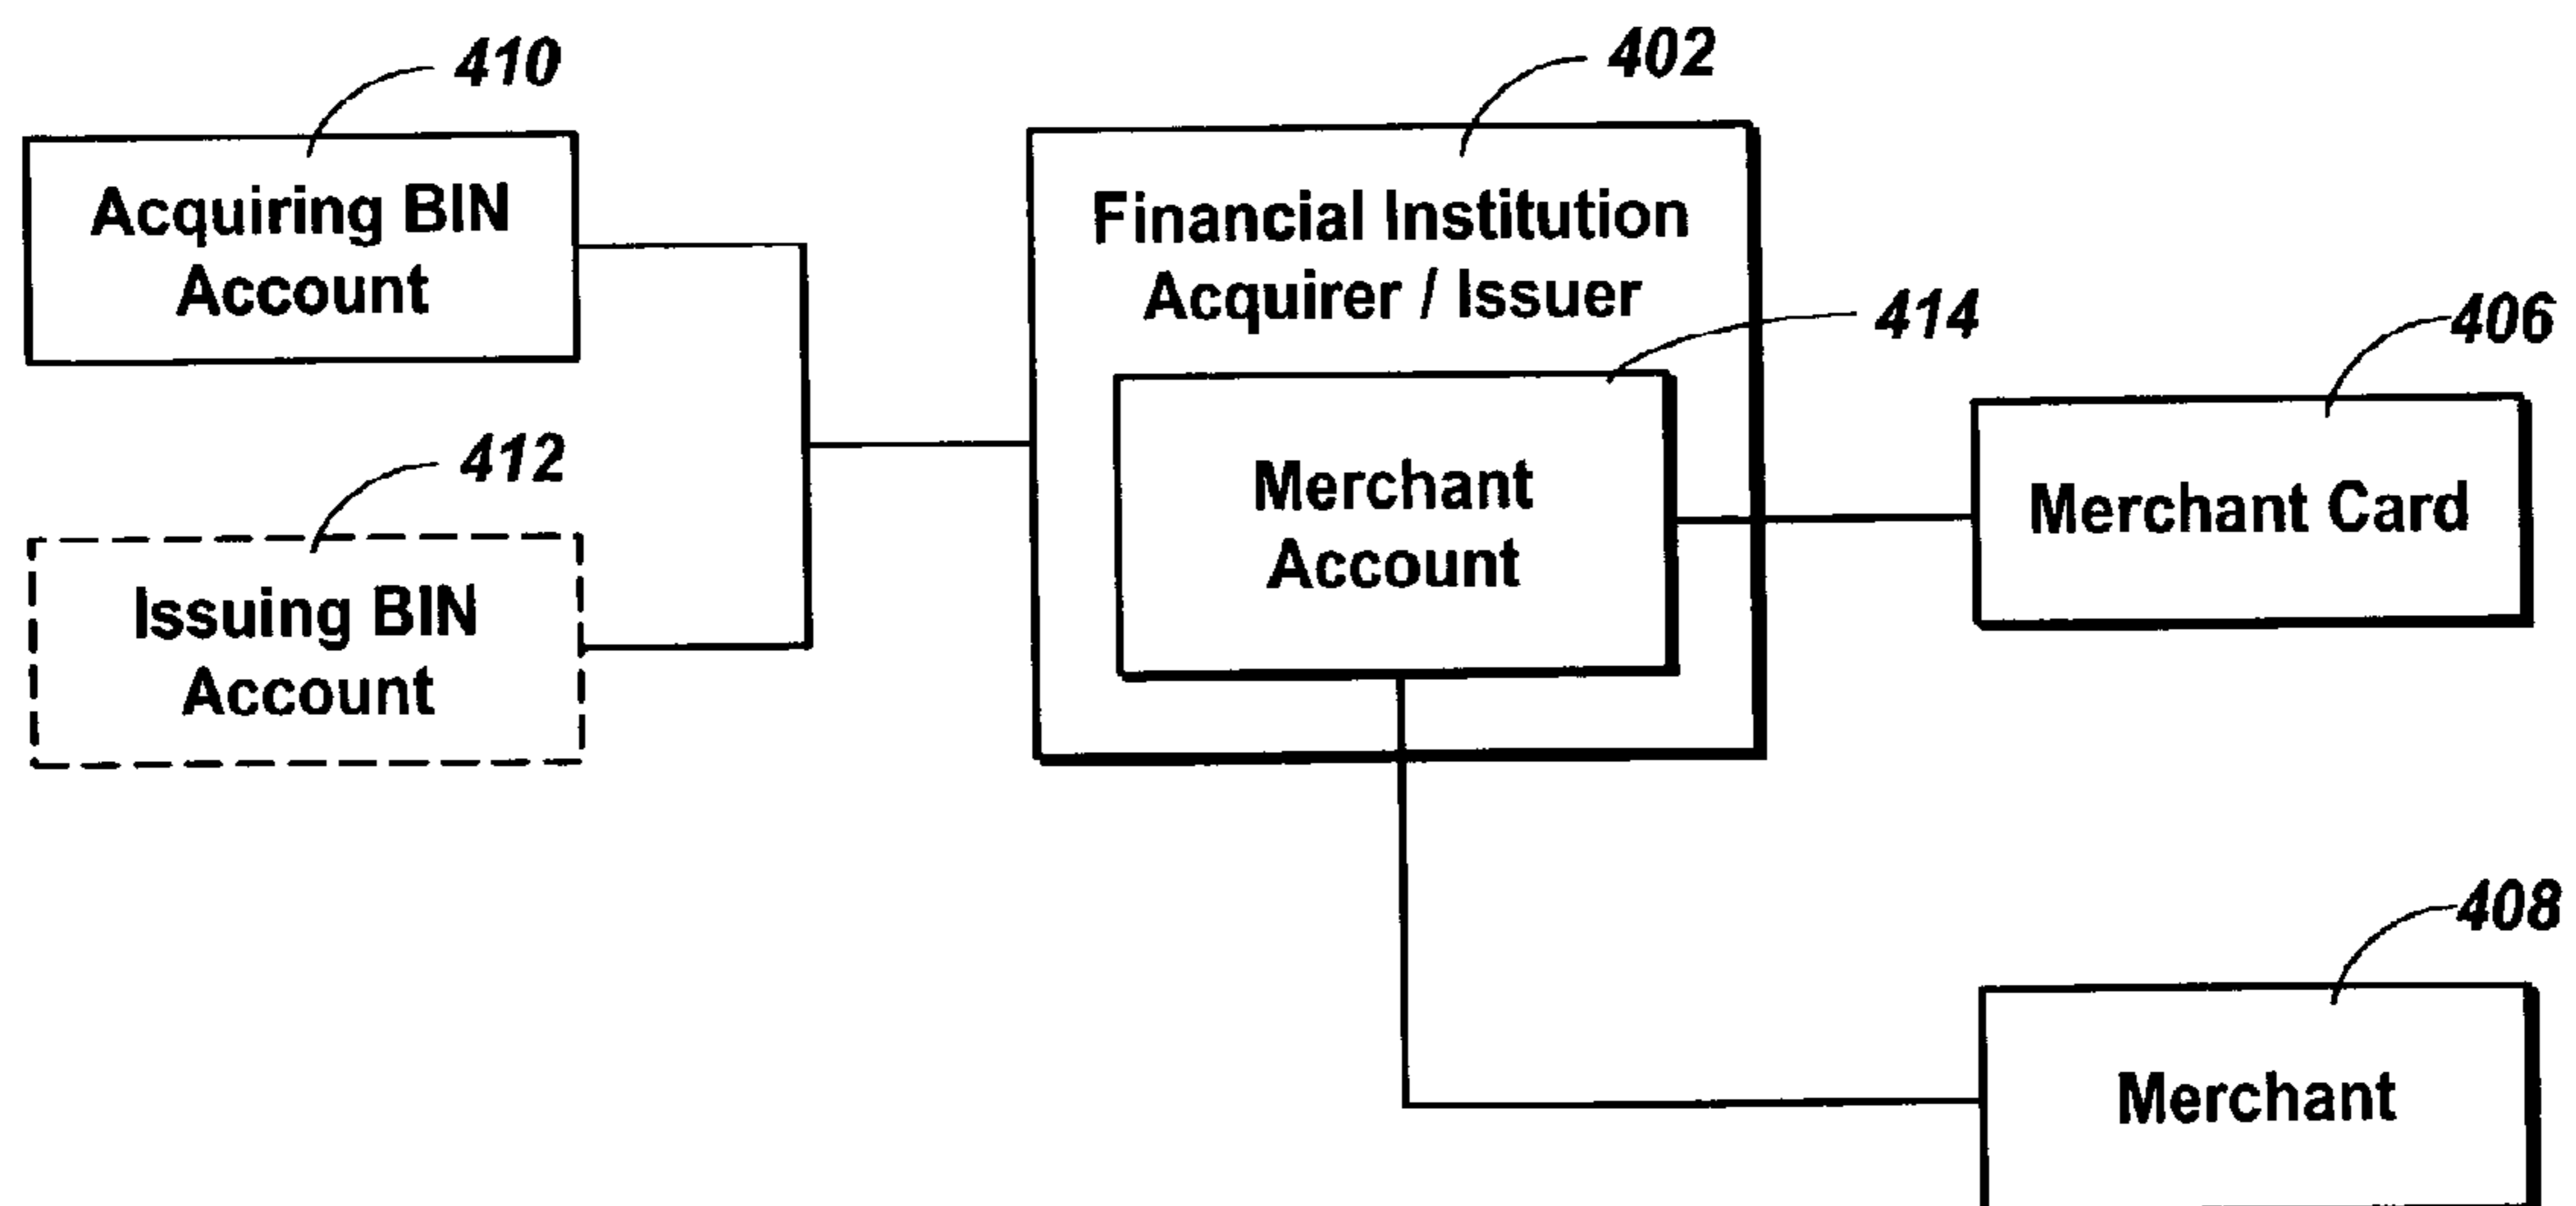 410
Acquiring BIN
Account
402
Financial Institution
Acquirer / Issuer
414
Merchant
Account
406
Merchant Card
412
Issuing BIN
Account
408
Merchant